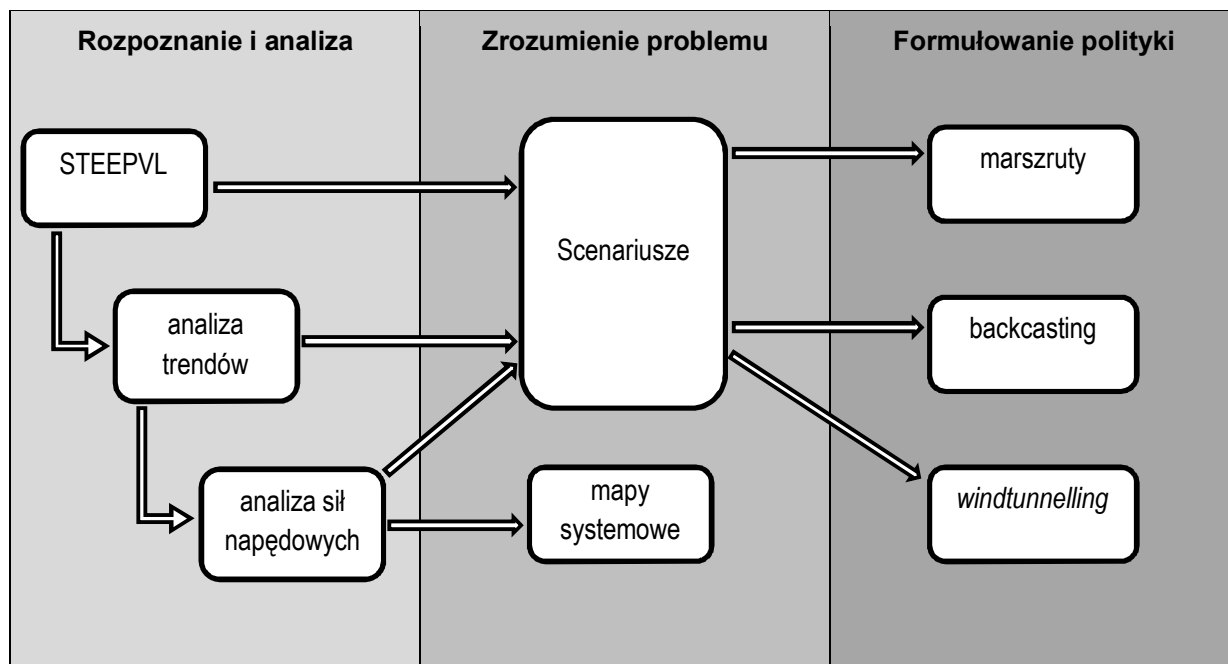 Rozpoznanie i analiza
Zrozumienie problemu
Formułowanie polityki
STEEPVL
analiza
trendów
analiza sił
napędowych
Scenariusze
mapy
systemowe
marszruty
backcasting
windtunnelling